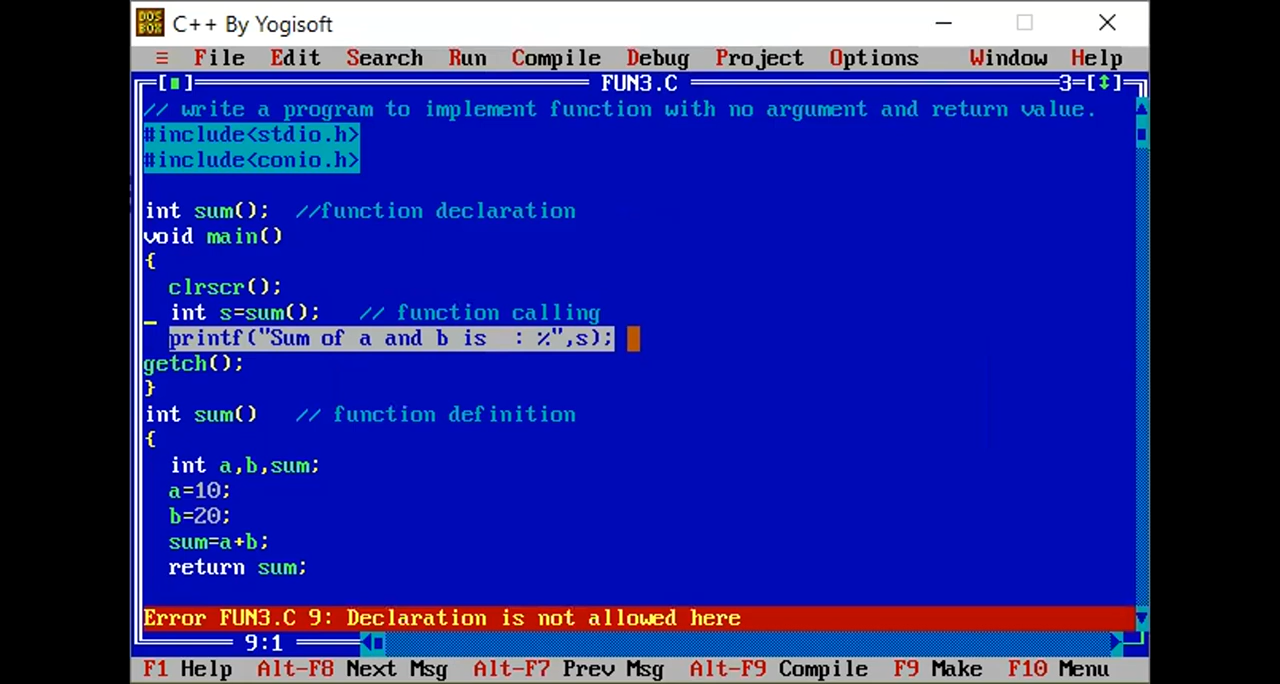 DOS BOX C++ By Yogisoft
≡ File Edit Search Run Compile Debug Project Options Window Help
[■] FUN3.C 3=[↕]
// write a program to implement function with no argument and return value.
#include<stdio.h>
#include<conio.h>
int sum(); //function declaration
void main()
{
clrscr();
int s=sum(); // function calling
printf("Sum of a and b is : %",s);
getch();
}
int sum() // function definition
{
int a,b,sum;
a=10;
b=20;
sum=a+b;
return sum;
Error FUN3.C 9: Declaration is not allowed here
9:1
F1 Help Alt-F8 Next Msg Alt-F7 Prev Msg Alt-F9 Compile F9 Make F10 Menu